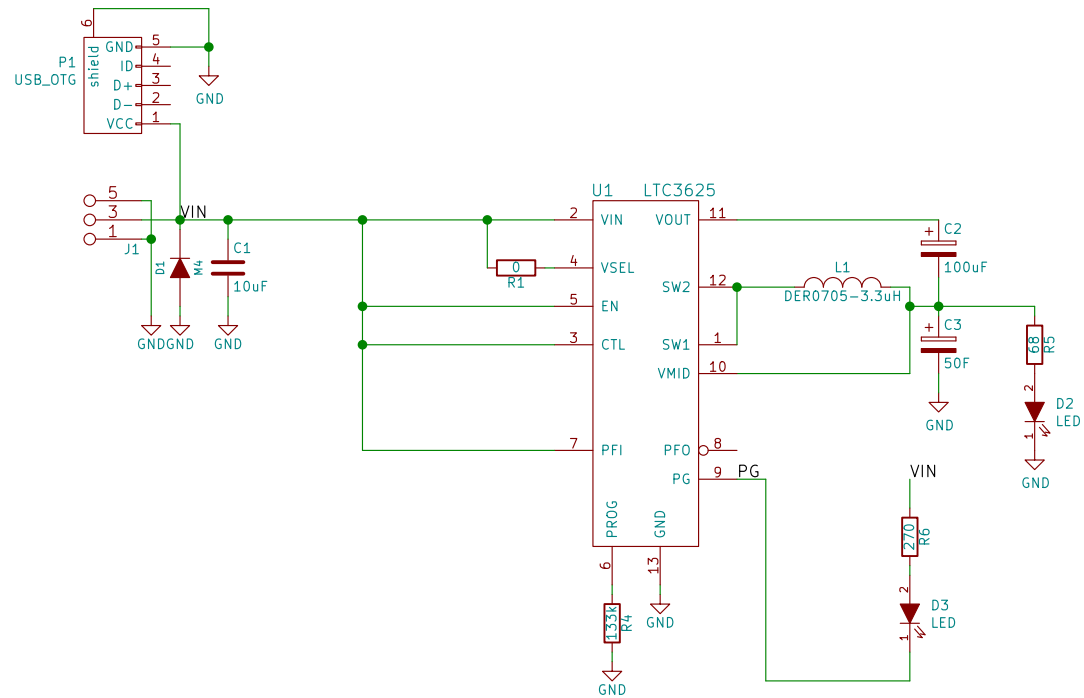 6
shield
P1
USB_OTG
GND 5
ID 4
D+ 3
D- 2
VCC 1
GND
5
3
1
J1
VIN
D1
M4
C1
10uF
GND
GND
GND
U1
LTC3625
2 VIN
4 VSEL
5 EN
3 CTL
7 PFI
0
R1
VOUT 11
SW2 12
SW1 1
VMID 10
PFO 8
PG 9
PG
PROG
GND
6
13
133k
R4
GND
GND
L1
DER0705-3.3uH
+
C2
100uF
+
C3
50F
GND
68
R5
2
D2
LED
1
GND
VIN
270
R6
2
D3
LED
1